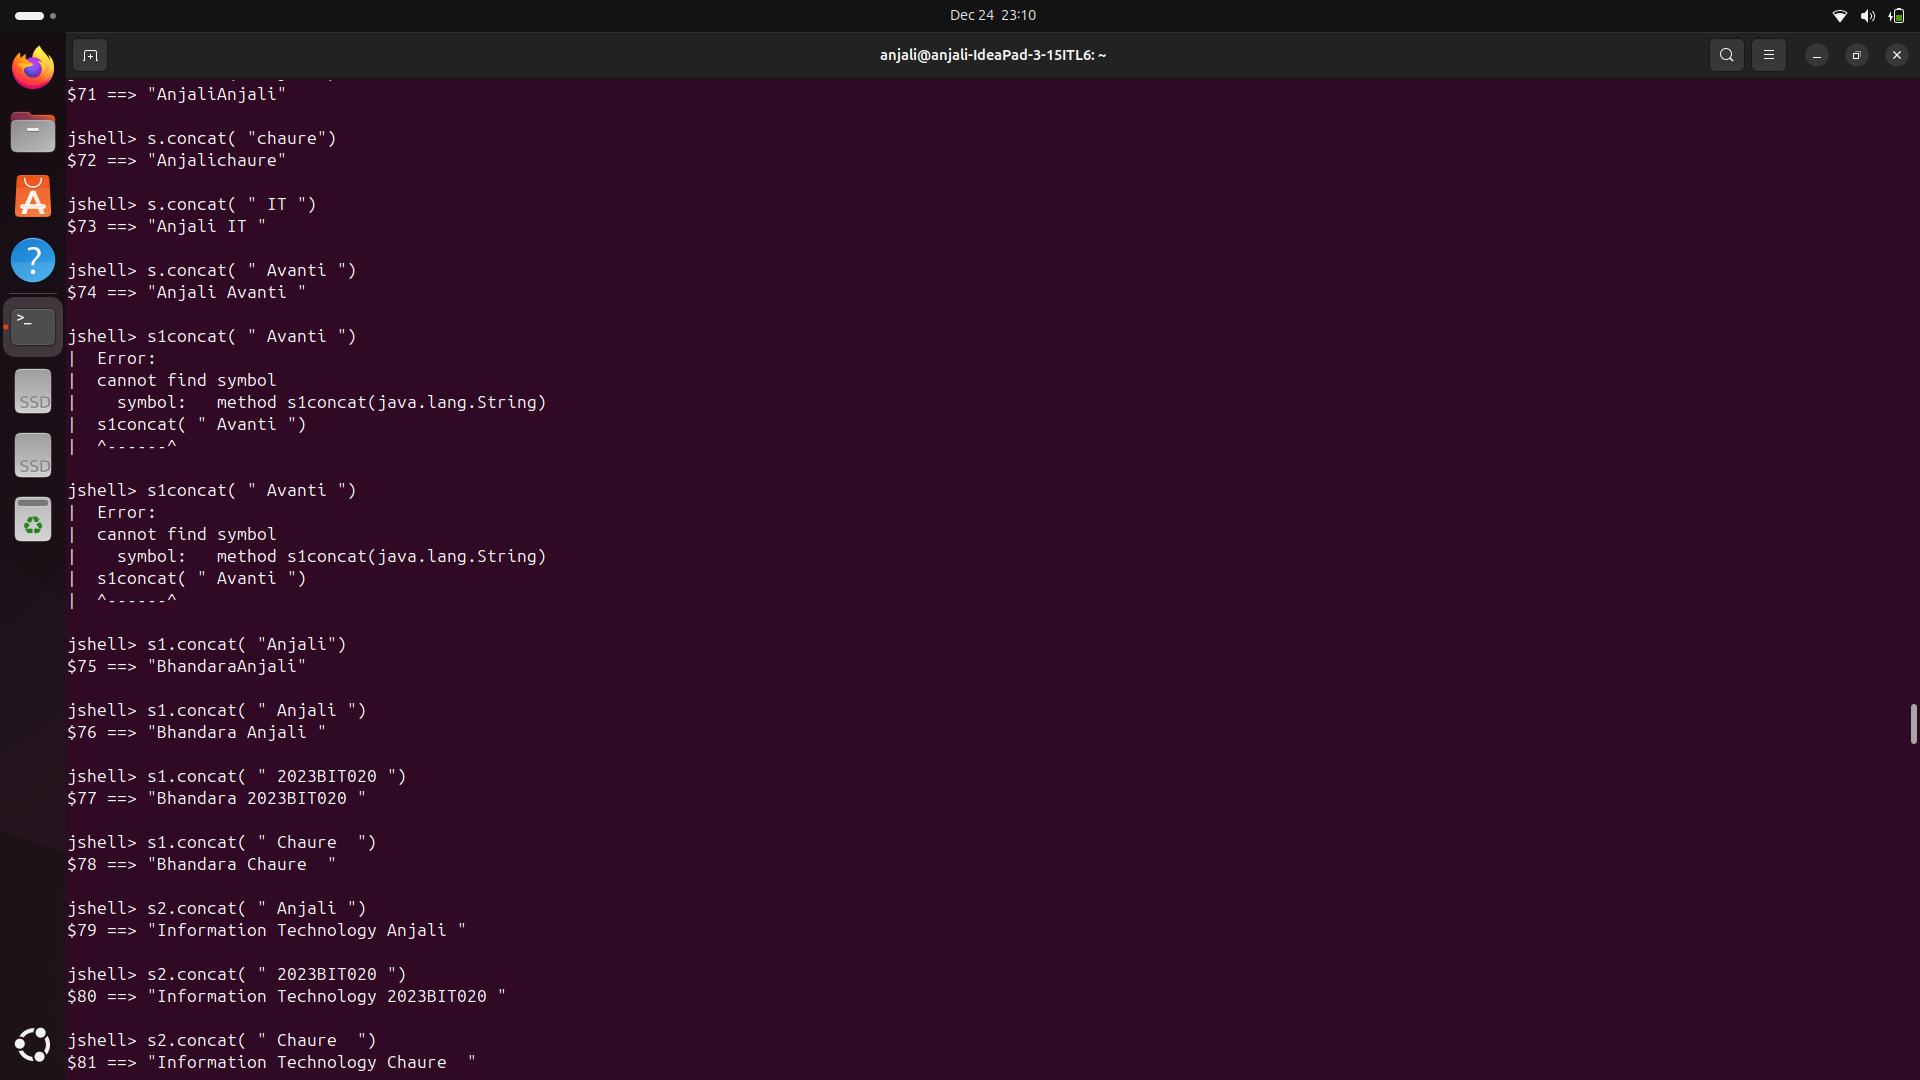 Dec 24 23:10
anjali@anjali-IdeaPad-3-15ITL6: ~
$71 ==> "AnjaliAnjali"
jshell> s.concat( "chaure")
$72 ==> "Anjalichaure"
jshell> s.concat( " IT ")
$73 ==> "Anjali IT "
jshell> s.concat( " Avanti ")
$74 ==> "Anjali Avanti "
jshell> s1concat( " Avanti ")
|  Error:
|  cannot find symbol
|    symbol:   method s1concat(java.lang.String)
|  s1concat( " Avanti ")
|  ^------^
jshell> s1concat( " Avanti ")
|  Error:
|  cannot find symbol
|    symbol:   method s1concat(java.lang.String)
|  s1concat( " Avanti ")
|  ^------^
jshell> s1.concat( "Anjali")
$75 ==> "BhandaraAnjali"
jshell> s1.concat( " Anjali ")
$76 ==> "Bhandara Anjali "
jshell> s1.concat( " 2023BIT020 ")
$77 ==> "Bhandara 2023BIT020 "
jshell> s1.concat( " Chaure  ")
$78 ==> "Bhandara Chaure  "
jshell> s2.concat( " Anjali ")
$79 ==> "Information Technology Anjali "
jshell> s2.concat( " 2023BIT020 ")
$80 ==> "Information Technology 2023BIT020 "
jshell> s2.concat( " Chaure  ")
$81 ==> "Information Technology Chaure  "
SSD
SSD